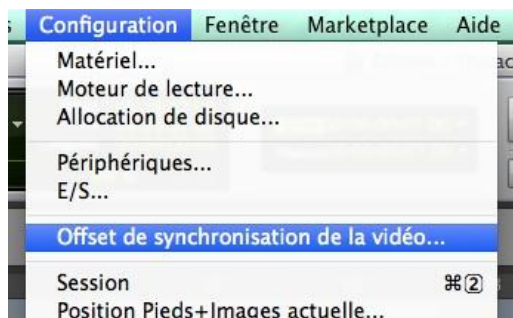 Configuration Fenêtre Marketplace Aide
Matériel...
Moteur de lecture...
Allocation de disque...
Périphériques...
E/S...
Offset de synchronisation de la vidéo...
Session ⌘2
Position Pieds+Images actuelle...